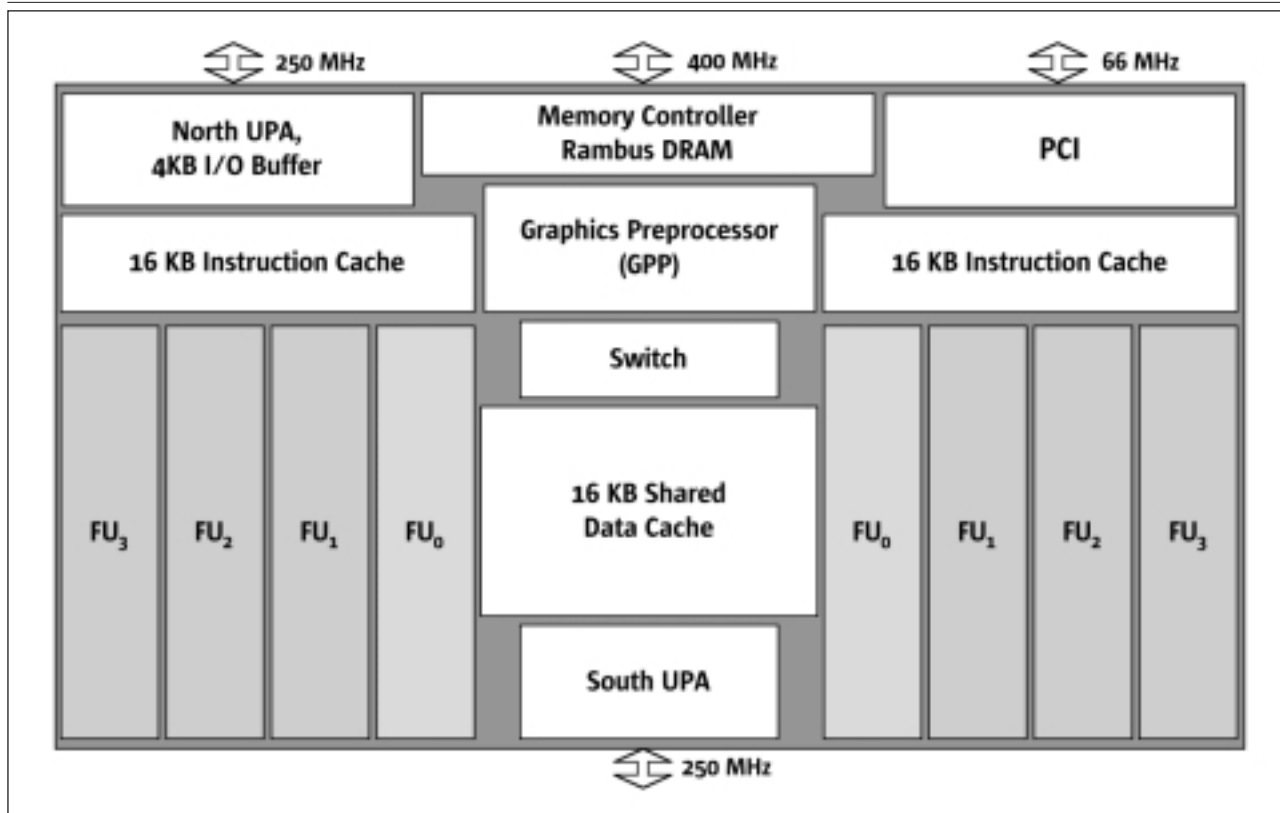 250 MHz
400 MHz
66 MHz
North UPA,
4KB I/O Buffer
Memory Controller
Rambus DRAM
PCI
16 KB Instruction Cache
Graphics Preprocessor
(GPP)
16 KB Instruction Cache
Switch
FU₃
FU₂
FU₁
FU₀
16 KB Shared
Data Cache
FU₀
FU₁
FU₂
FU₃
South UPA
250 MHz